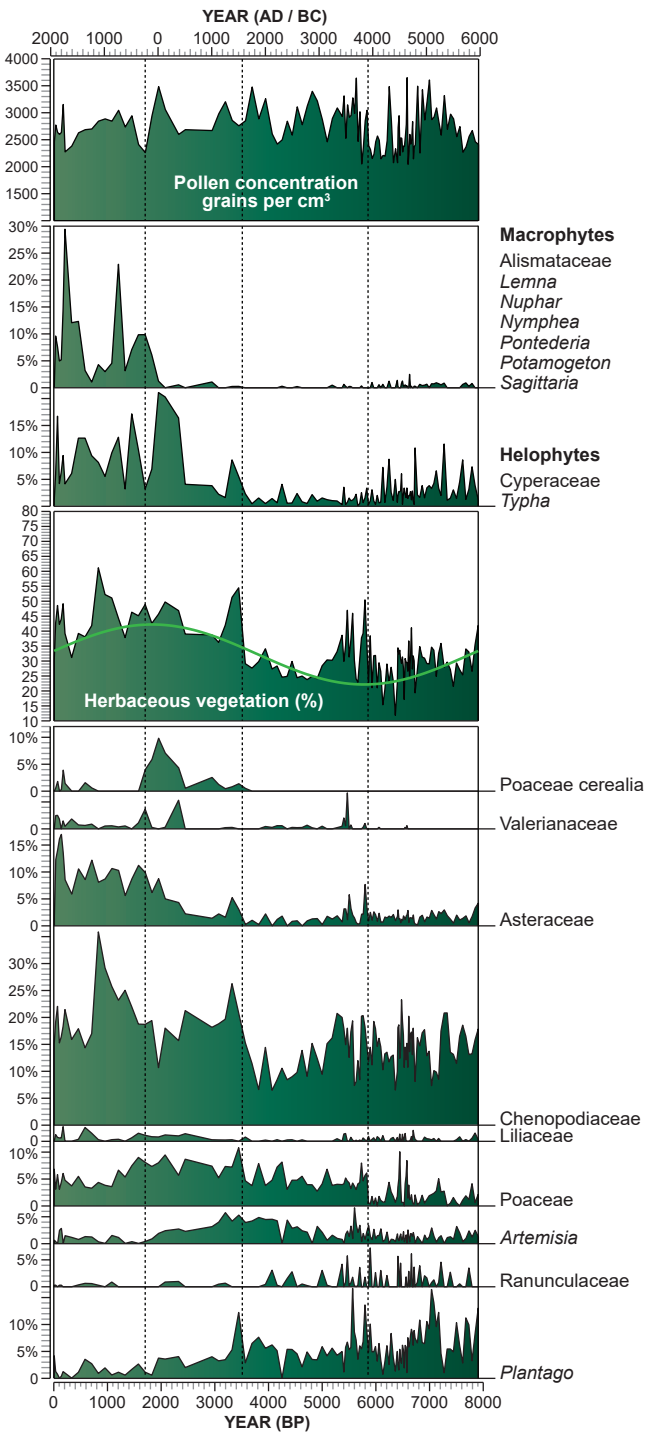 YEAR (AD / BC)
2000 1000 0 1000 2000 3000 4000 5000 6000
4000
3500
3000
2500
2000
1500
Pollen concentration
grains per cm³
30%
25%
20%
15%
10%
5%
0
Macrophytes
Alismataceae
Lemna
Nuphar
Nymphea
Pontederia
Potamogeton
Sagittaria
15%
10%
5%
Helophytes
Cyperaceae
Typha
80
75
70
65
60
55
50
45
40
35
30
25
20
15
10
Herbaceous vegetation (%)
10%
5%
0
Poaceae cerealia
0
Valerianaceae
15%
10%
5%
0
Asteraceae
30%
25%
20%
15%
10%
5%
0
Chenopodiaceae
0
Liliaceae
10%
5%
0
Poaceae
5%
0
Artemisia
5%
0
Ranunculaceae
10%
5%
0
Plantago
0 1000 2000 3000 4000 5000 6000 7000 8000
YEAR (BP)